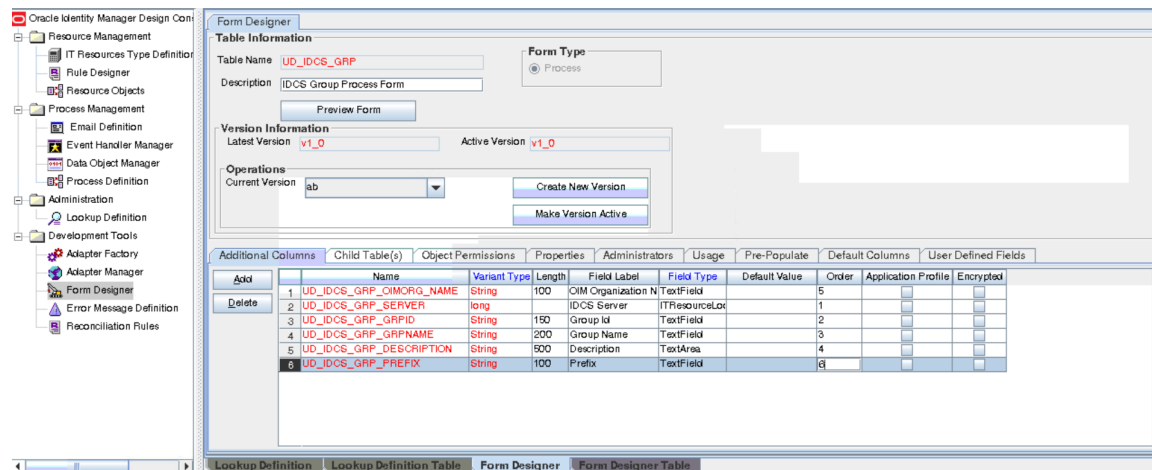 Oracle Identity Manager Design Cons
Resource Management
IT Resources Type Definition
Rule Designer
Resource Objects
Process Management
Email Definition
Event Handler Manager
Data Object Manager
Process Definition
Administration
Lookup Definition
Development Tools
Adapter Factory
Adapter Manager
Form Designer
Error Message Definition
Reconciliation Rules
Form Designer
Table Information
Table Name UD_IDCS_GRP
Description IDCS Group Process Form
Form Type
Process
Preview Form
Version Information
Latest Version v1_0 Active Version v1_0
Operations
Current Version ab Create New Version
Make Version Active
Additional Columns Child Table(s) Object Permissions Properties Administrators Usage Pre-Populate Default Columns User Defined Fields
Add
Delete
Name Variant Type Length Field Label Field Type Default Value Order Application Profile Encrypted
1 UD_IDCS_GRP_OIMORG_NAME String 100 OIM Organization N TextField 5
2 UD_IDCS_GRP_SERVER long IDCS Server ITResourceLoo 1
3 UD_IDCS_GRP_GRPID String 150 Group Id TextField 2
4 UD_IDCS_GRP_GRPNAME String 200 Group Name TextField 3
5 UD_IDCS_GRP_DESCRIPTION String 500 Description TextArea 4
6 UD_IDCS_GRP_PREFIX String 100 Prefix TextField 6
Lookup Definition Lookup Definition Table Form Designer Form Designer Table